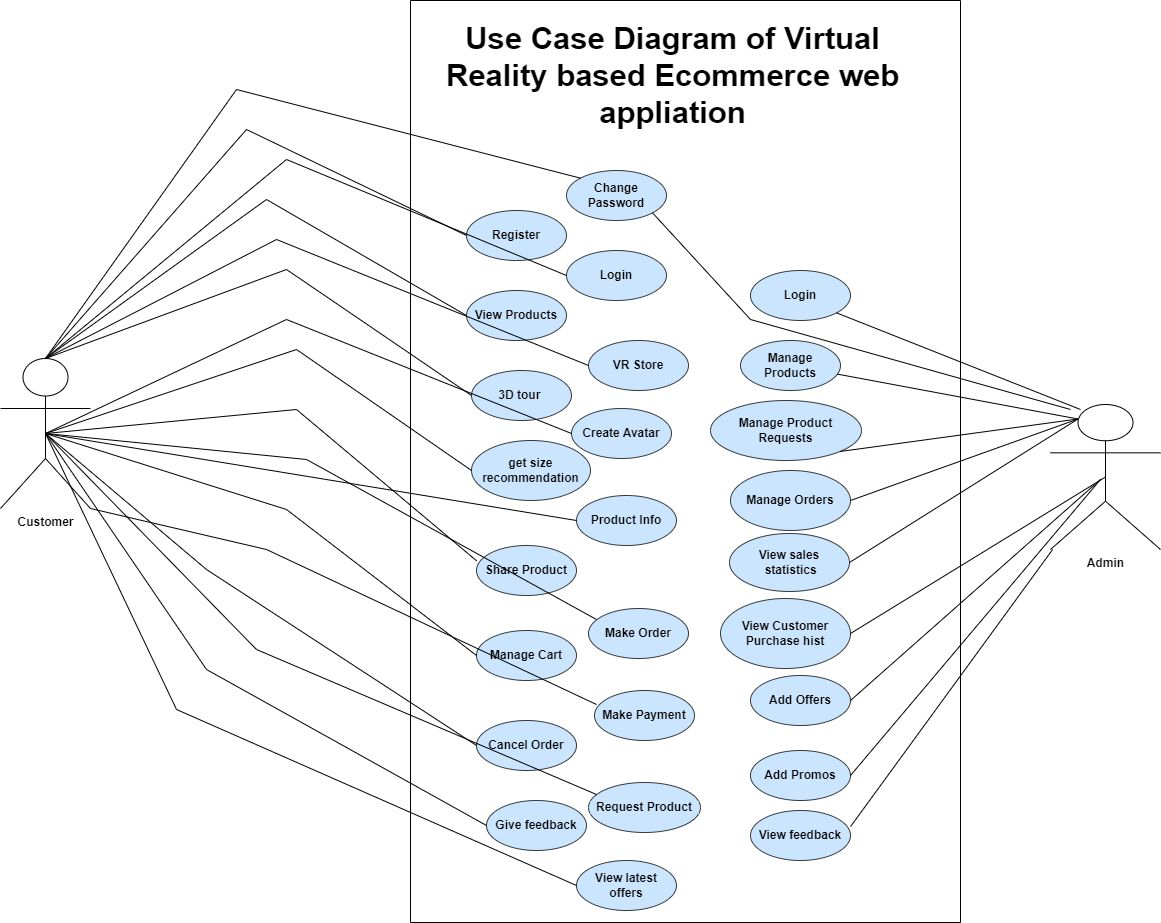 Use Case Diagram of Virtual
Reality based Ecommerce web
appliation
Change
Password
Register
Login
View Products
VR Store
3D tour
Create Avatar
get size
recommendation
Product Info
Share Product
Make Order
Manage Cart
Make Payment
Cancel Order
Request Product
Give feedback
View latest
offers
Login
Manage
Products
Manage Product
Requests
Manage Orders
View sales
statistics
View Customer
Purchase hist
Add Offers
Add Promos
View feedback
Customer
Admin